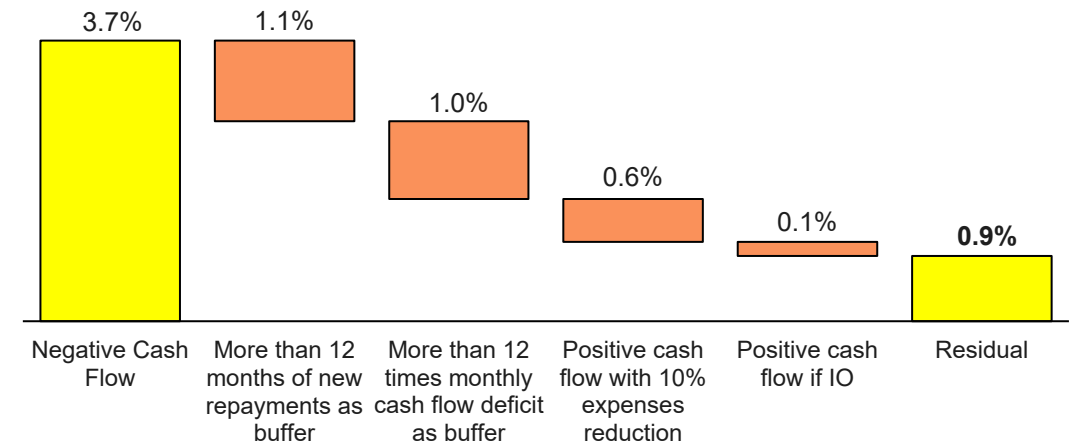 3.7%
1.1%
1.0%
0.6%
0.1%
0.9%
Negative Cash
Flow
More than 12
months of new
repayments as
buffer
More than 12
times monthly
cash flow deficit
as buffer
Positive cash
flow with 10%
expenses
reduction
Positive cash
flow if IO
Residual